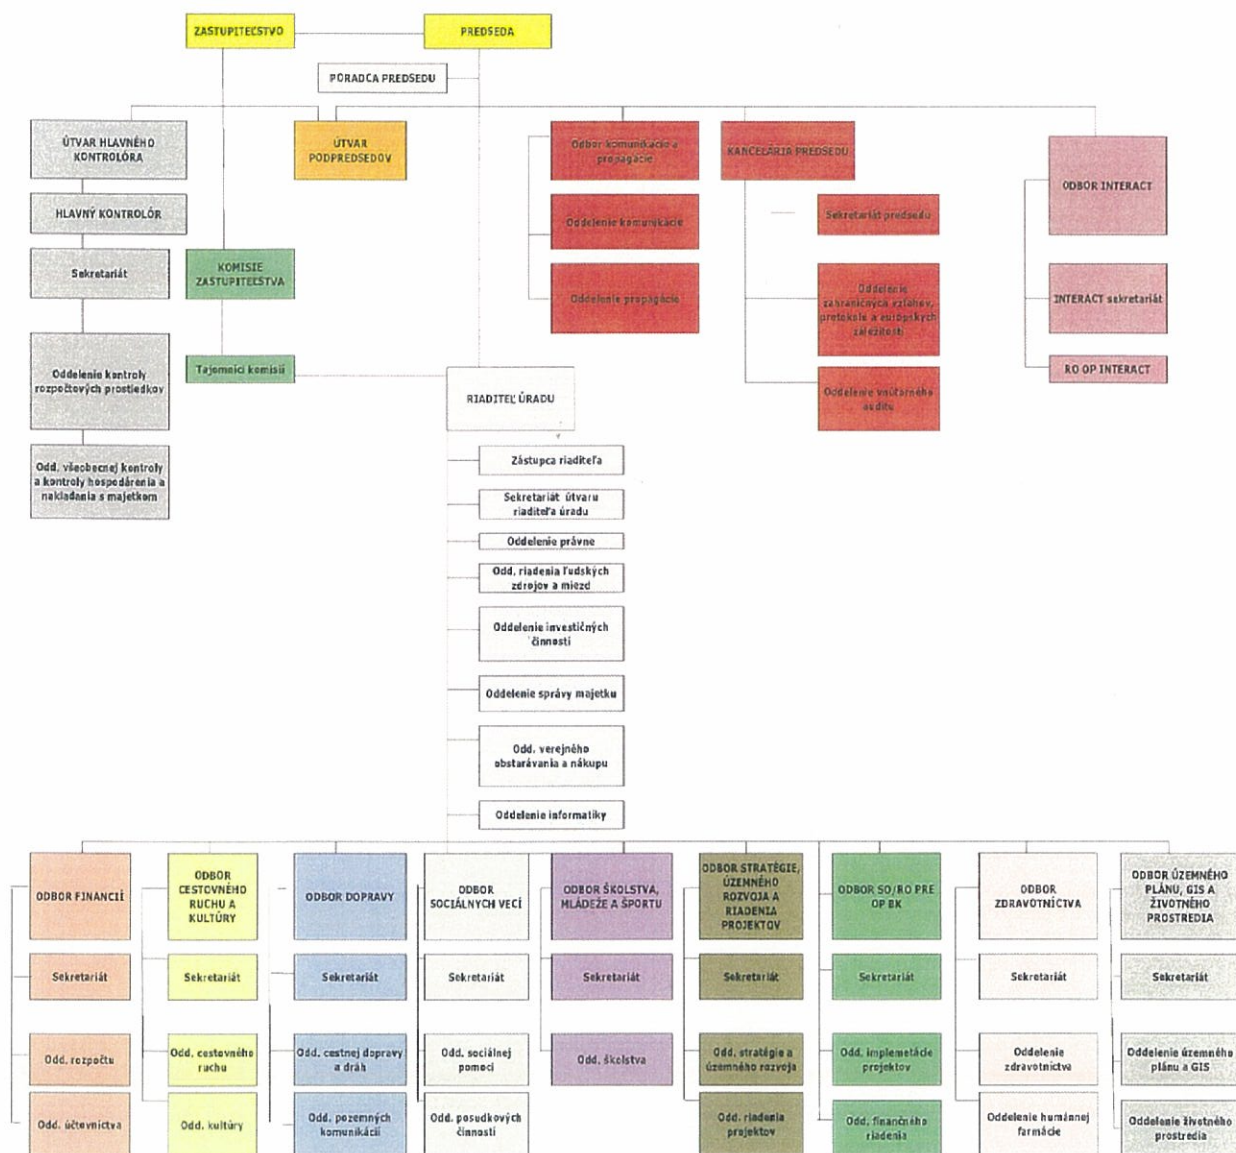 ZASTUPITEĽSTVO
PREDSEDA
PORADCA PREDSEDU
ÚTVAR HLAVNÉHO
KONTROLÓRA
HLAVNÝ KONTROLÓR
Sekretariát
Oddelenie kontroly
rozpočtových prostriedkov
Odd. všeobecnej kontroly
a kontroly hospodárenia a
nakladania s majetkom
KOMISIE
ZASTUPITEĽSTVA
Tajomníci komisií
ÚTVAR
PODPREDSEDOV
Odbor komunikácie a
propagácie
Oddelenie komunikácie
Oddelenie propagácie
KANCELÁRIA PREDSEDU
Sekretariát predsedu
Oddelenie
zahraničných vzťahov,
protokolu a európskych
záležitostí
Oddelenie vnútorného
auditu
ODBOR INTERACT
INTERACT sekretariát
RO OP INTERACT
RIADITEĽ ÚRADU
Zástupca riaditeľa
Sekretariát útvaru
riaditeľa úradu
Oddelenie právne
Odd. riadenia ľudských
zdrojov a miezd
Oddelenie investičných
činností
Oddelenie správy majetku
Odd. verejného
obstarávania a nákupu
Oddelenie informatiky
ODBOR FINANCIÍ
Sekretariát
Odd. rozpočtu
Odd. účtovníctva
ODBOR
CESTOVNÉHO
RUCHU A
KULTÚRY
Sekretariát
Odd. cestovného
ruchu
Odd. kultúry
ODBOR DOPRAVY
Sekretariát
Odd. cestnej dopravy
a dráh
Odd. pozemných
komunikácií
ODBOR
SOCIÁLNYCH VECÍ
Sekretariát
Odd. sociálnej
pomoci
Odd. posudkových
činností
ODBOR ŠKOLSTVA,
MLÁDEŽE A ŠPORTU
Sekretariát
Odd. školstva
ODBOR STRATÉGIE,
ÚZEMNÉHO
ROZVOJA A
RIADENIA
PROJEKTOV
Sekretariát
Odd. stratégie a
územného rozvoja
Odd. riadenia
projektov
ODBOR SO/RO PRE
OP BK
Sekretariát
Odd. implemetácie
projektov
Odd. finančného
riadenia
ODBOR
ZDRAVOTNÍCTVA
Sekretariát
Oddelenie
zdravotníctva
Oddelenie humánnej
farmácie
ODBOR ÚZEMNÉHO
PLÁNU, GIS A
ŽIVOTNÉHO
PROSTREDIA
Sekretariát
Oddelenie územného
plánu a GIS
Oddelenie životného
prostredia